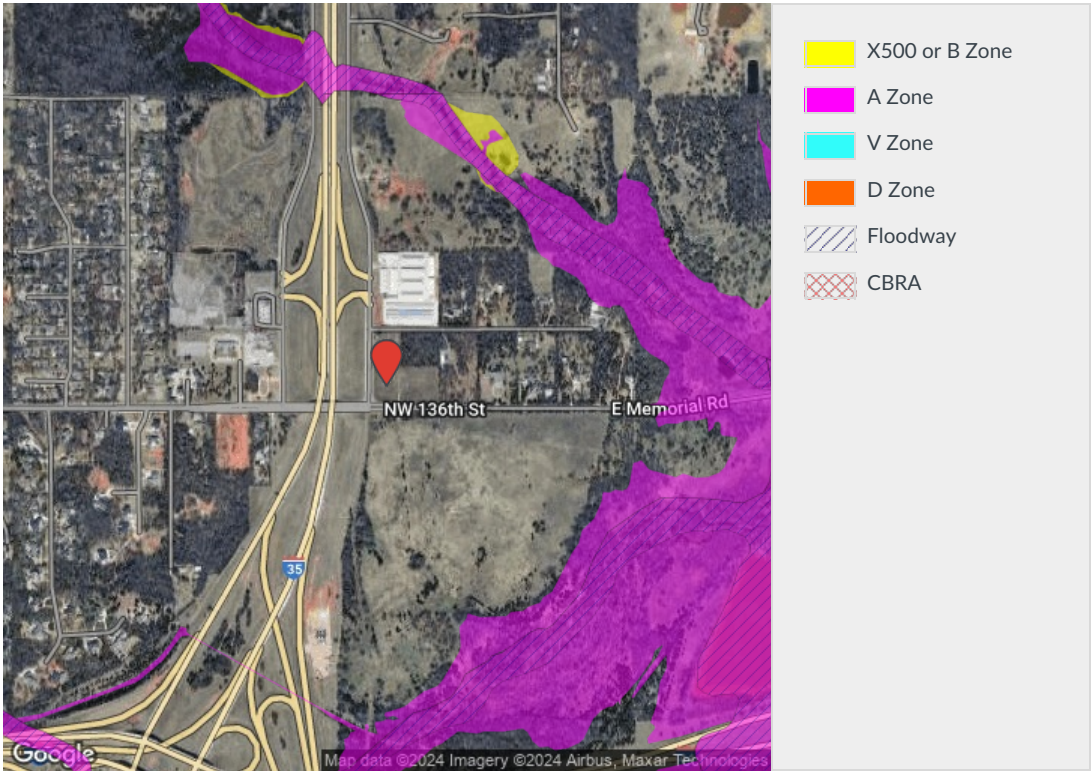 X500 or B Zone
A Zone
V Zone
D Zone
Floodway
CBRA
NW 136th St
E Memorial Rd
35
Google
Map data ©2024 Imagery ©2024 Airbus, Maxar Technologies